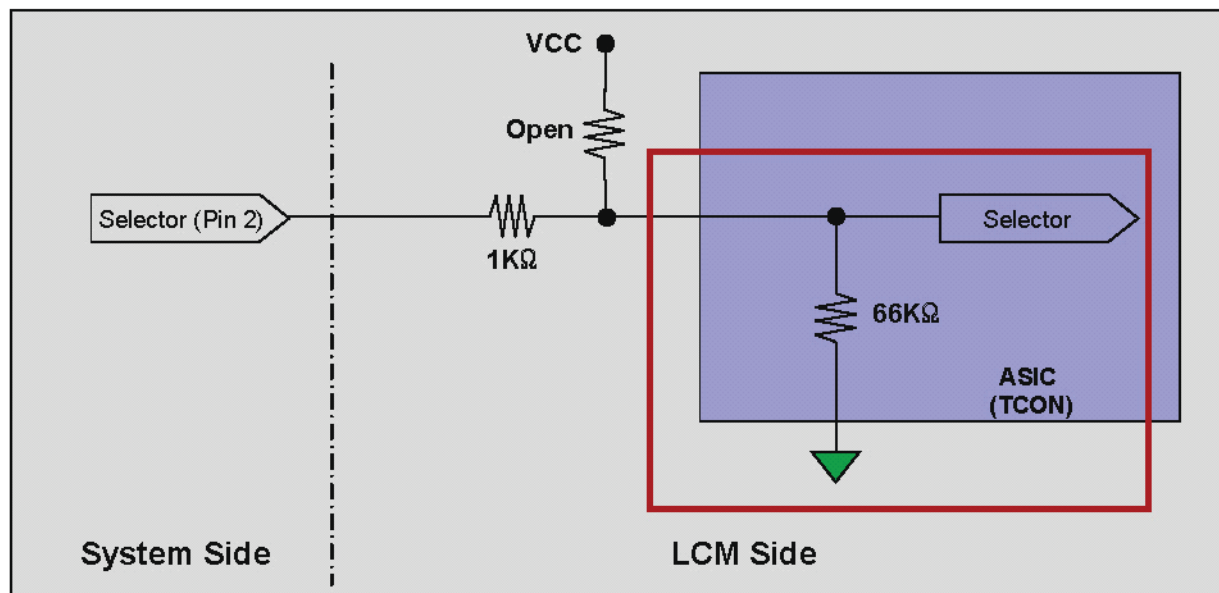 VCC
Open
Selector (Pin 2)
Selector
1KΩ
66KΩ
ASIC
(TCON)
System Side
LCM Side